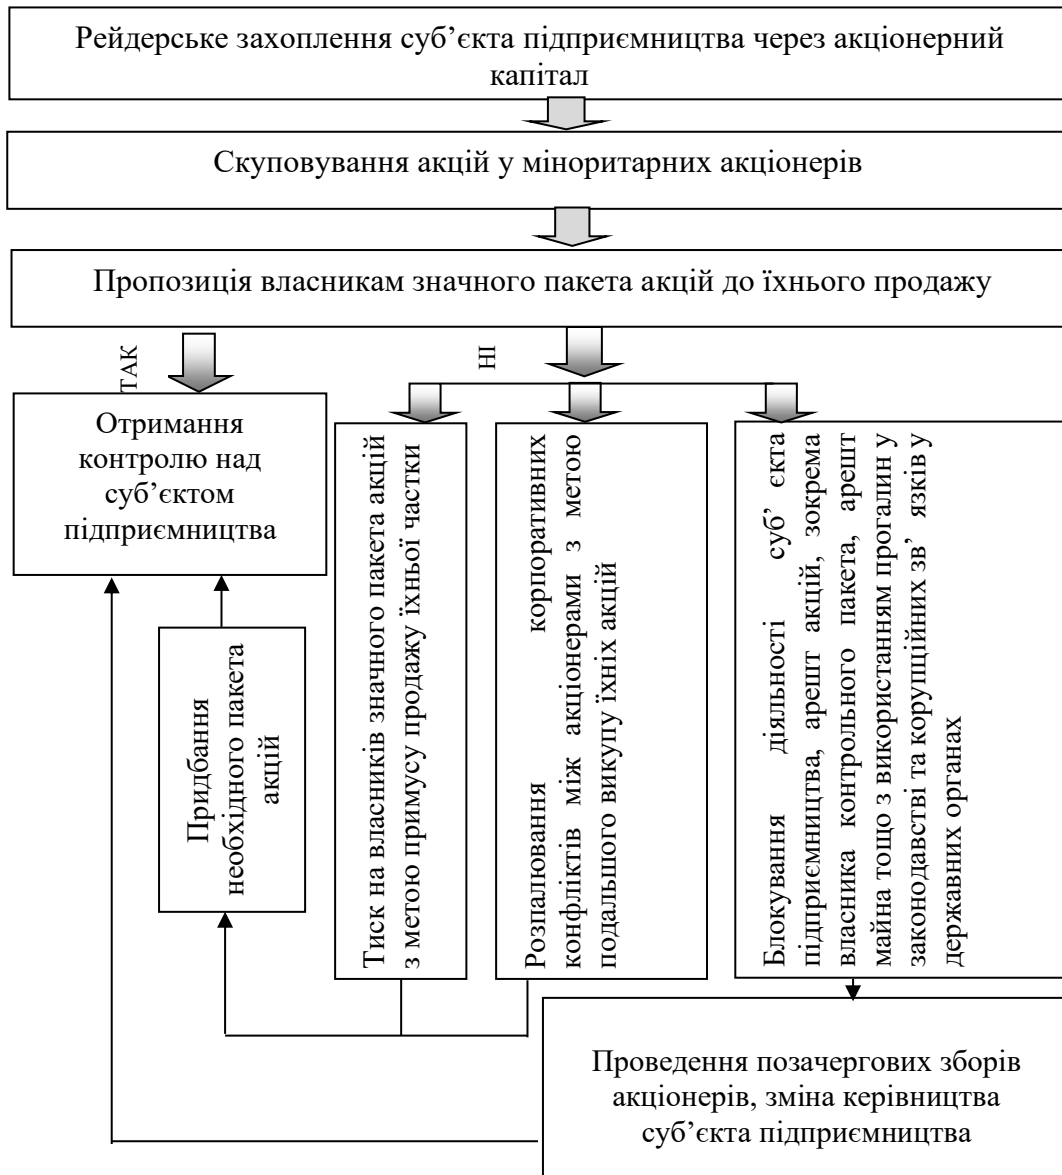 Рейдерське захоплення суб’єкта підприємництва через акціонерний
капітал
Скуповування акцій у міноритарних акціонерів
Пропозиція власникам значного пакета акцій до їхнього продажу
ТАК
НІ
Отримання
контролю над
суб’єктом
підприємництва
Придбання
необхідного пакета
акцій
Тиск на власників значного пакета акцій
з метою примусу продажу їхньої частки
Розпалювання корпоративних
конфліктів між акціонерами з метою
подальшого викупу їхніх акцій
Блокування діяльності суб’ єкта
підприємництва, арешт акцій, зокрема
власника контрольного пакета, арешт
майна тощо з використанням прогалин у
законодавстві та корупційних зв’ язків у
державних органах
Проведення позачергових зборів
акціонерів, зміна керівництва
суб’єкта підприємництва